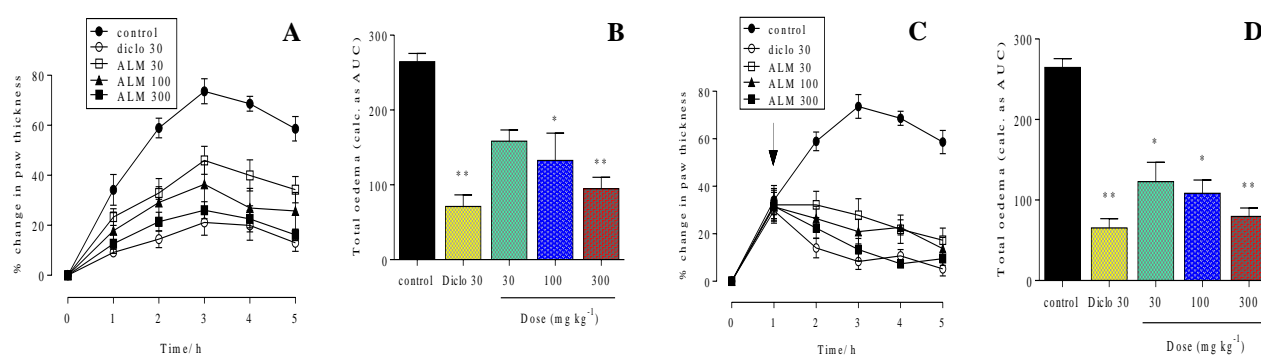 A
control
diclo 30
ALM 30
ALM 100
ALM 300
% change in paw thickness
80
60
40
20
0
0 1 2 3 4 5
Time/h
B
Total oedema (calc. as AUC)
300
200
100
0
**
*
**
control Diclo 30 30 100 300
Dose (mg kg-1)
C
control
diclo 30
ALM 30
ALM 100
ALM 300
% change in paw thickness
80
60
40
20
0
0 1 2 3 4 5
Time/h
D
Total oedema (calc. as AUC)
300
200
100
0
**
*
*
**
control Diclo 30 30 100 300
Dose (mg kg-1)